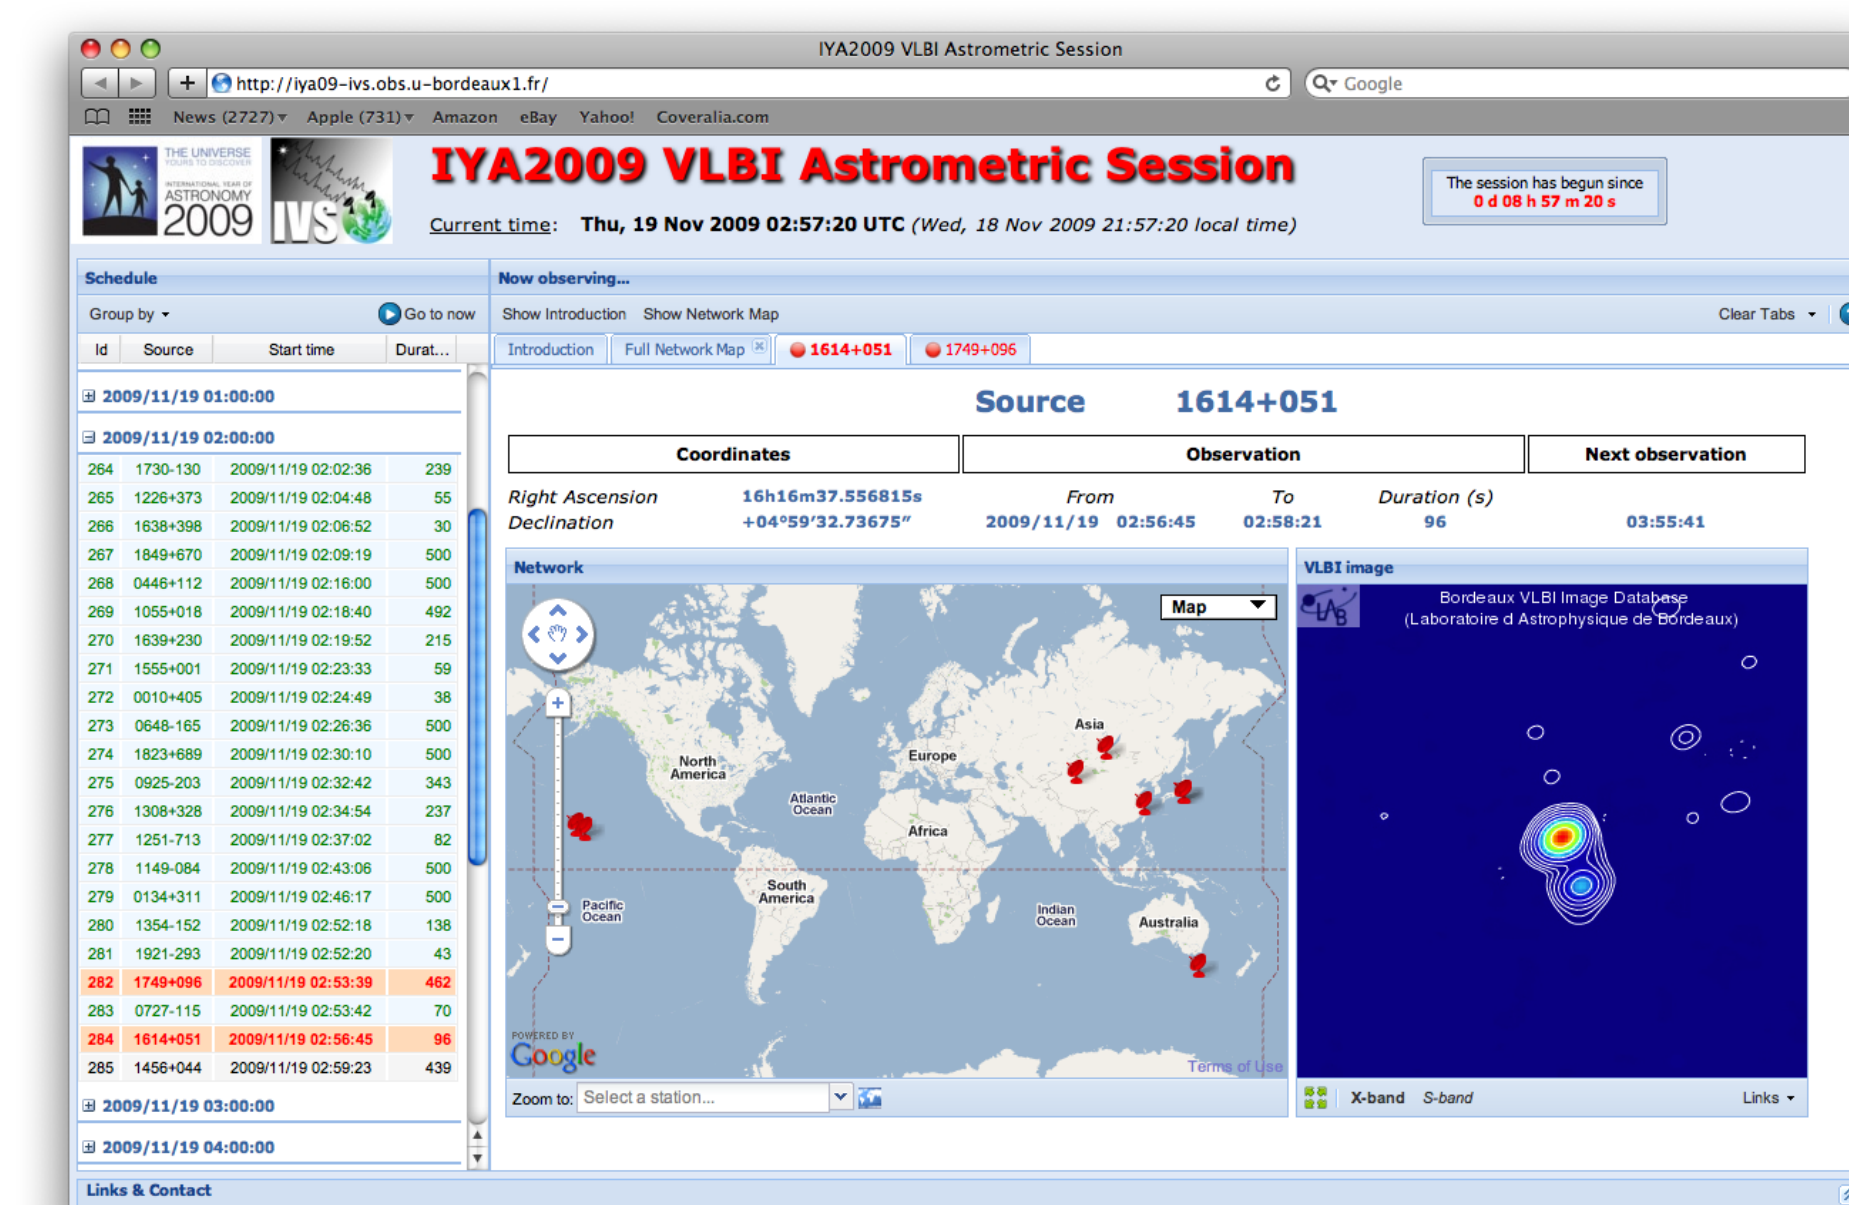 IYA2009 VLBI Astrometric Session
http://iya09-ivs.obs.u-bordeaux1.fr/
Google
News (2727) Apple (731) Amazon eBay Yahoo! Coveralia.com
THE UNIVERSE
YOURS TO DISCOVER
INTERNATIONAL YEAR OF
ASTRONOMY
2009
IVS
IYA2009 VLBI Astrometric Session
Current time: Thu, 19 Nov 2009 02:57:20 UTC (Wed, 18 Nov 2009 21:57:20 local time)
The session has begun since
0 d 08 h 57 m 20 s
Schedule
Group by Go to now
Id Source Start time Durat...
2009/11/19 01:00:00
2009/11/19 02:00:00
264 1730-130 2009/11/19 02:02:36 239
265 1226+373 2009/11/19 02:04:48 55
266 1638+398 2009/11/19 02:06:52 30
267 1849+670 2009/11/19 02:09:19 500
268 0446+112 2009/11/19 02:16:00 500
269 1055+018 2009/11/19 02:18:40 492
270 1639+230 2009/11/19 02:19:52 215
271 1555+001 2009/11/19 02:23:33 59
272 0010+405 2009/11/19 02:24:49 38
273 0648-165 2009/11/19 02:26:36 500
274 1823+689 2009/11/19 02:30:10 500
275 0925-203 2009/11/19 02:32:42 343
276 1308+328 2009/11/19 02:34:54 237
277 1251-713 2009/11/19 02:37:02 82
278 1149-084 2009/11/19 02:43:06 500
279 0134+311 2009/11/19 02:46:17 500
280 1354-152 2009/11/19 02:52:18 138
281 1921-293 2009/11/19 02:52:20 43
282 1749+096 2009/11/19 02:53:39 462
283 0727-115 2009/11/19 02:53:42 70
284 1614+051 2009/11/19 02:56:45 96
285 1456+044 2009/11/19 02:59:23 439
2009/11/19 03:00:00
2009/11/19 04:00:00
Now observing...
Show Introduction Show Network Map Clear Tabs
Introduction Full Network Map 1614+051 1749+096
Source 1614+051
Coordinates Observation Next observation
Right Ascension 16h16m37.556815s From To Duration (s)
Declination +04°59'32.73675" 2009/11/19 02:56:45 02:58:21 96 03:55:41
Network
Map
Asia
Europe
North
America
Atlantic
Ocean
Africa
South
America
Pacific
Ocean
Indian
Ocean
Australia
POWERED BY
Google
Terms of Use
Zoom to: Select a station...
VLBI image
LAB
Bordeaux VLBI Image Database
(Laboratoire d Astrophysique de Bordeaux)
X-band S-band Links
Links & Contact